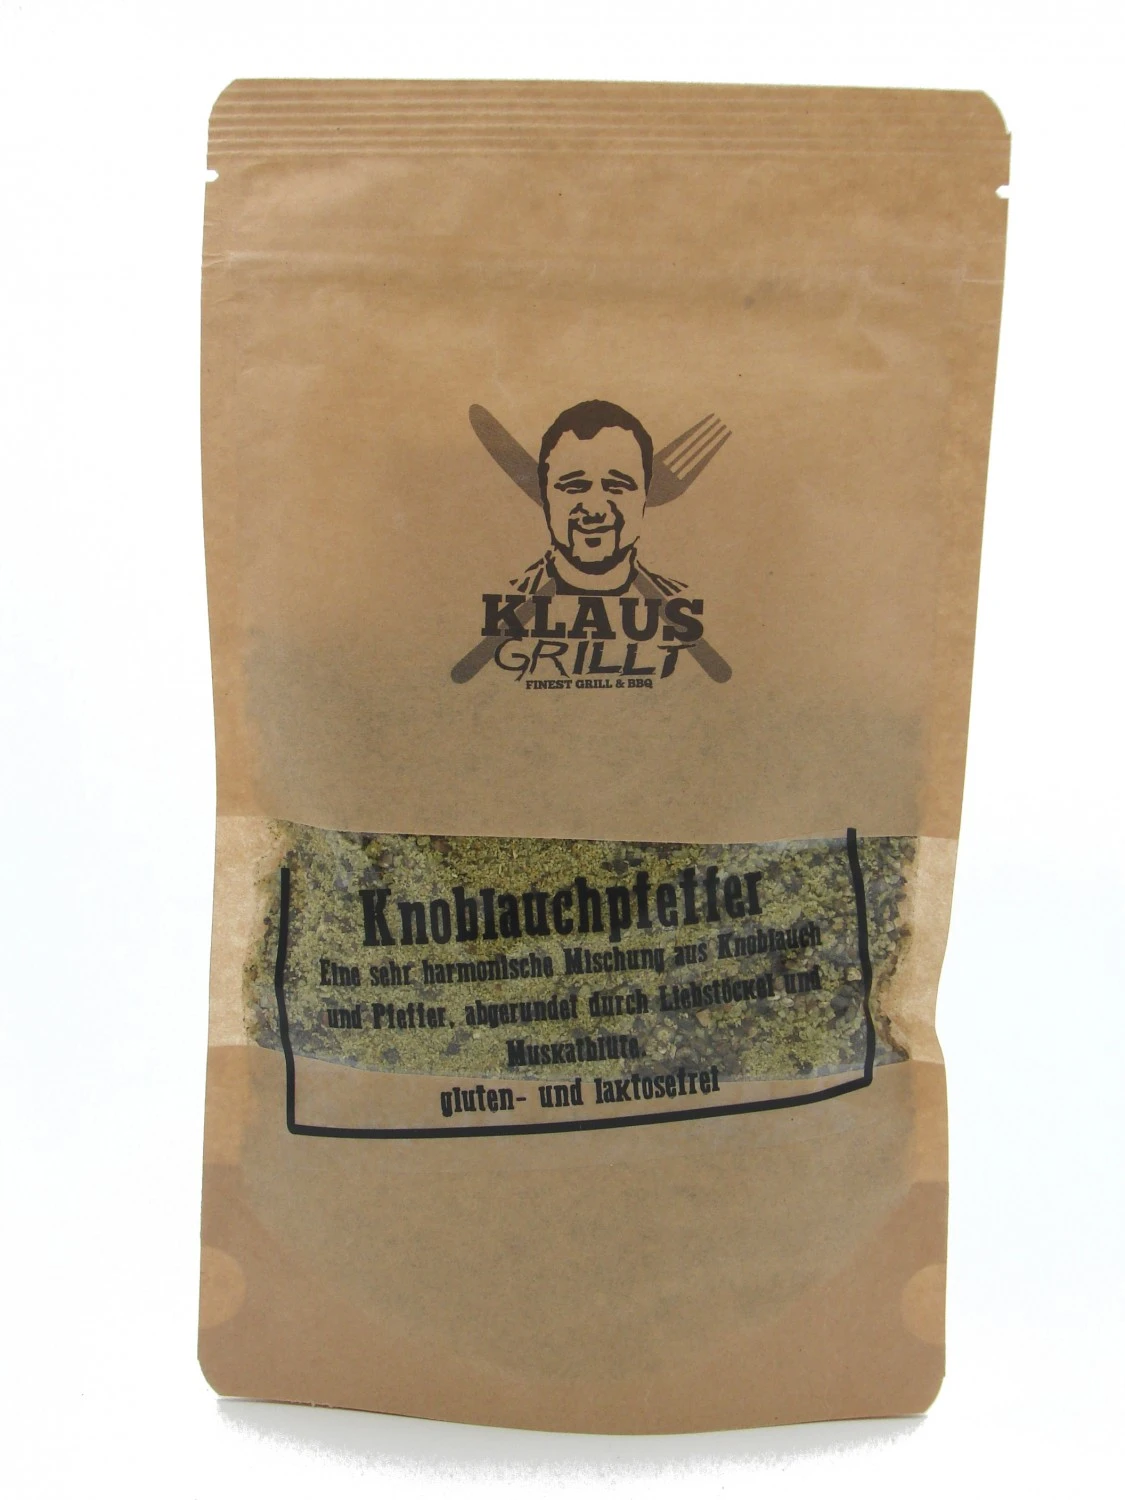 KLAUS
GRILLT
FINEST GRILL & BBQ
Knoblauchpfeffer
Eine sehr harmonische Mischung aus Knoblauch
und Pfeffer, abgerundet durch Liebstöckel und
Muskatblüte.
gluten- und laktosefrei